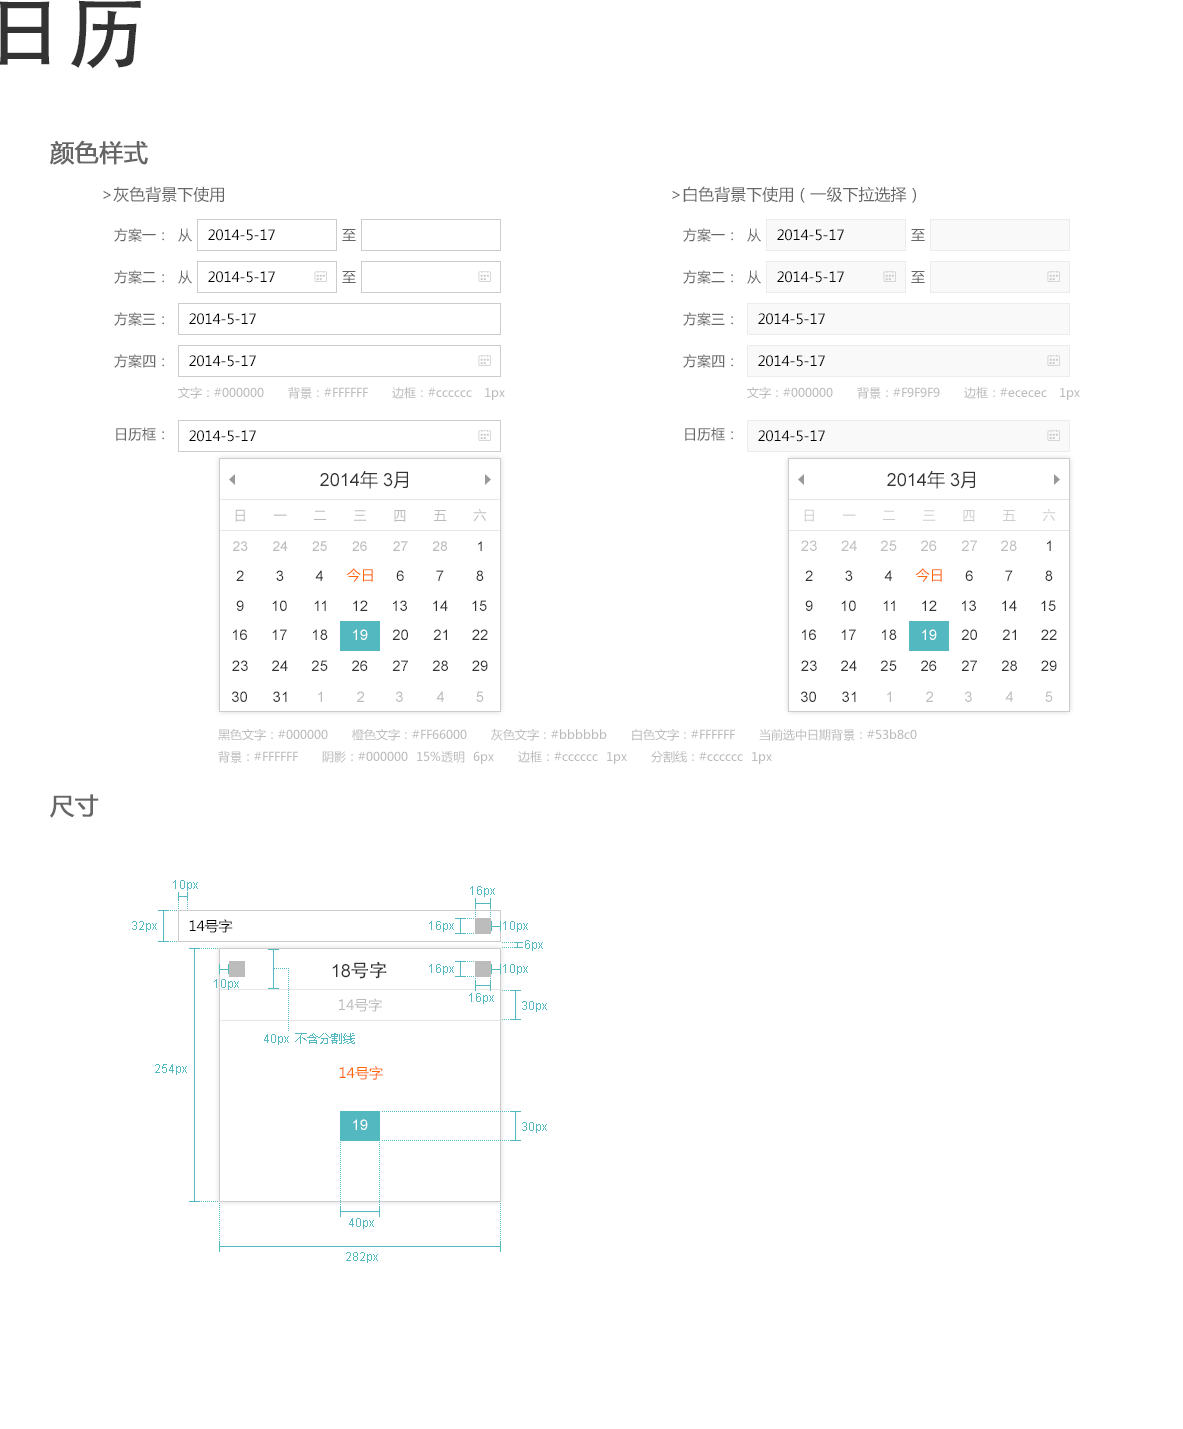 日历
颜色样式
>灰色背景下使用
方案一： 从 2014-5-17 至
方案二： 从 2014-5-17 至
方案三： 2014-5-17
方案四： 2014-5-17
文字：#000000 背景：#FFFFFF 边框：#cccccc 1px
日历框： 2014-5-17
2014年 3月
日 一 二 三 四 五 六
23 24 25 26 27 28 1
2 3 4 今日 6 7 8
9 10 11 12 13 14 15
16 17 18 19 20 21 22
23 24 25 26 27 28 29
30 31 1 2 3 4 5
>白色背景下使用（一级下拉选择）
方案一： 从 2014-5-17 至
方案二： 从 2014-5-17 至
方案三： 2014-5-17
方案四： 2014-5-17
文字：#000000 背景：#F9F9F9 边框：#ececec 1px
日历框： 2014-5-17
2014年 3月
日 一 二 三 四 五 六
23 24 25 26 27 28 1
2 3 4 今日 6 7 8
9 10 11 12 13 14 15
16 17 18 19 20 21 22
23 24 25 26 27 28 29
30 31 1 2 3 4 5
黑色文字：#000000 橙色文字：#FF66000 灰色文字：#bbbbbb 白色文字：#FFFFFF 当前选中日期背景：#53b8c0
背景：#FFFFFF 阴影：#000000 15%透明 6px 边框：#cccccc 1px 分割线：#cccccc 1px
尺寸
10px
16px
32px 14号字 16px 10px
6px
18号字 16px 10px
10px
16px
14号字 30px
40px 不含分割线
254px
14号字
19 30px
40px
282px